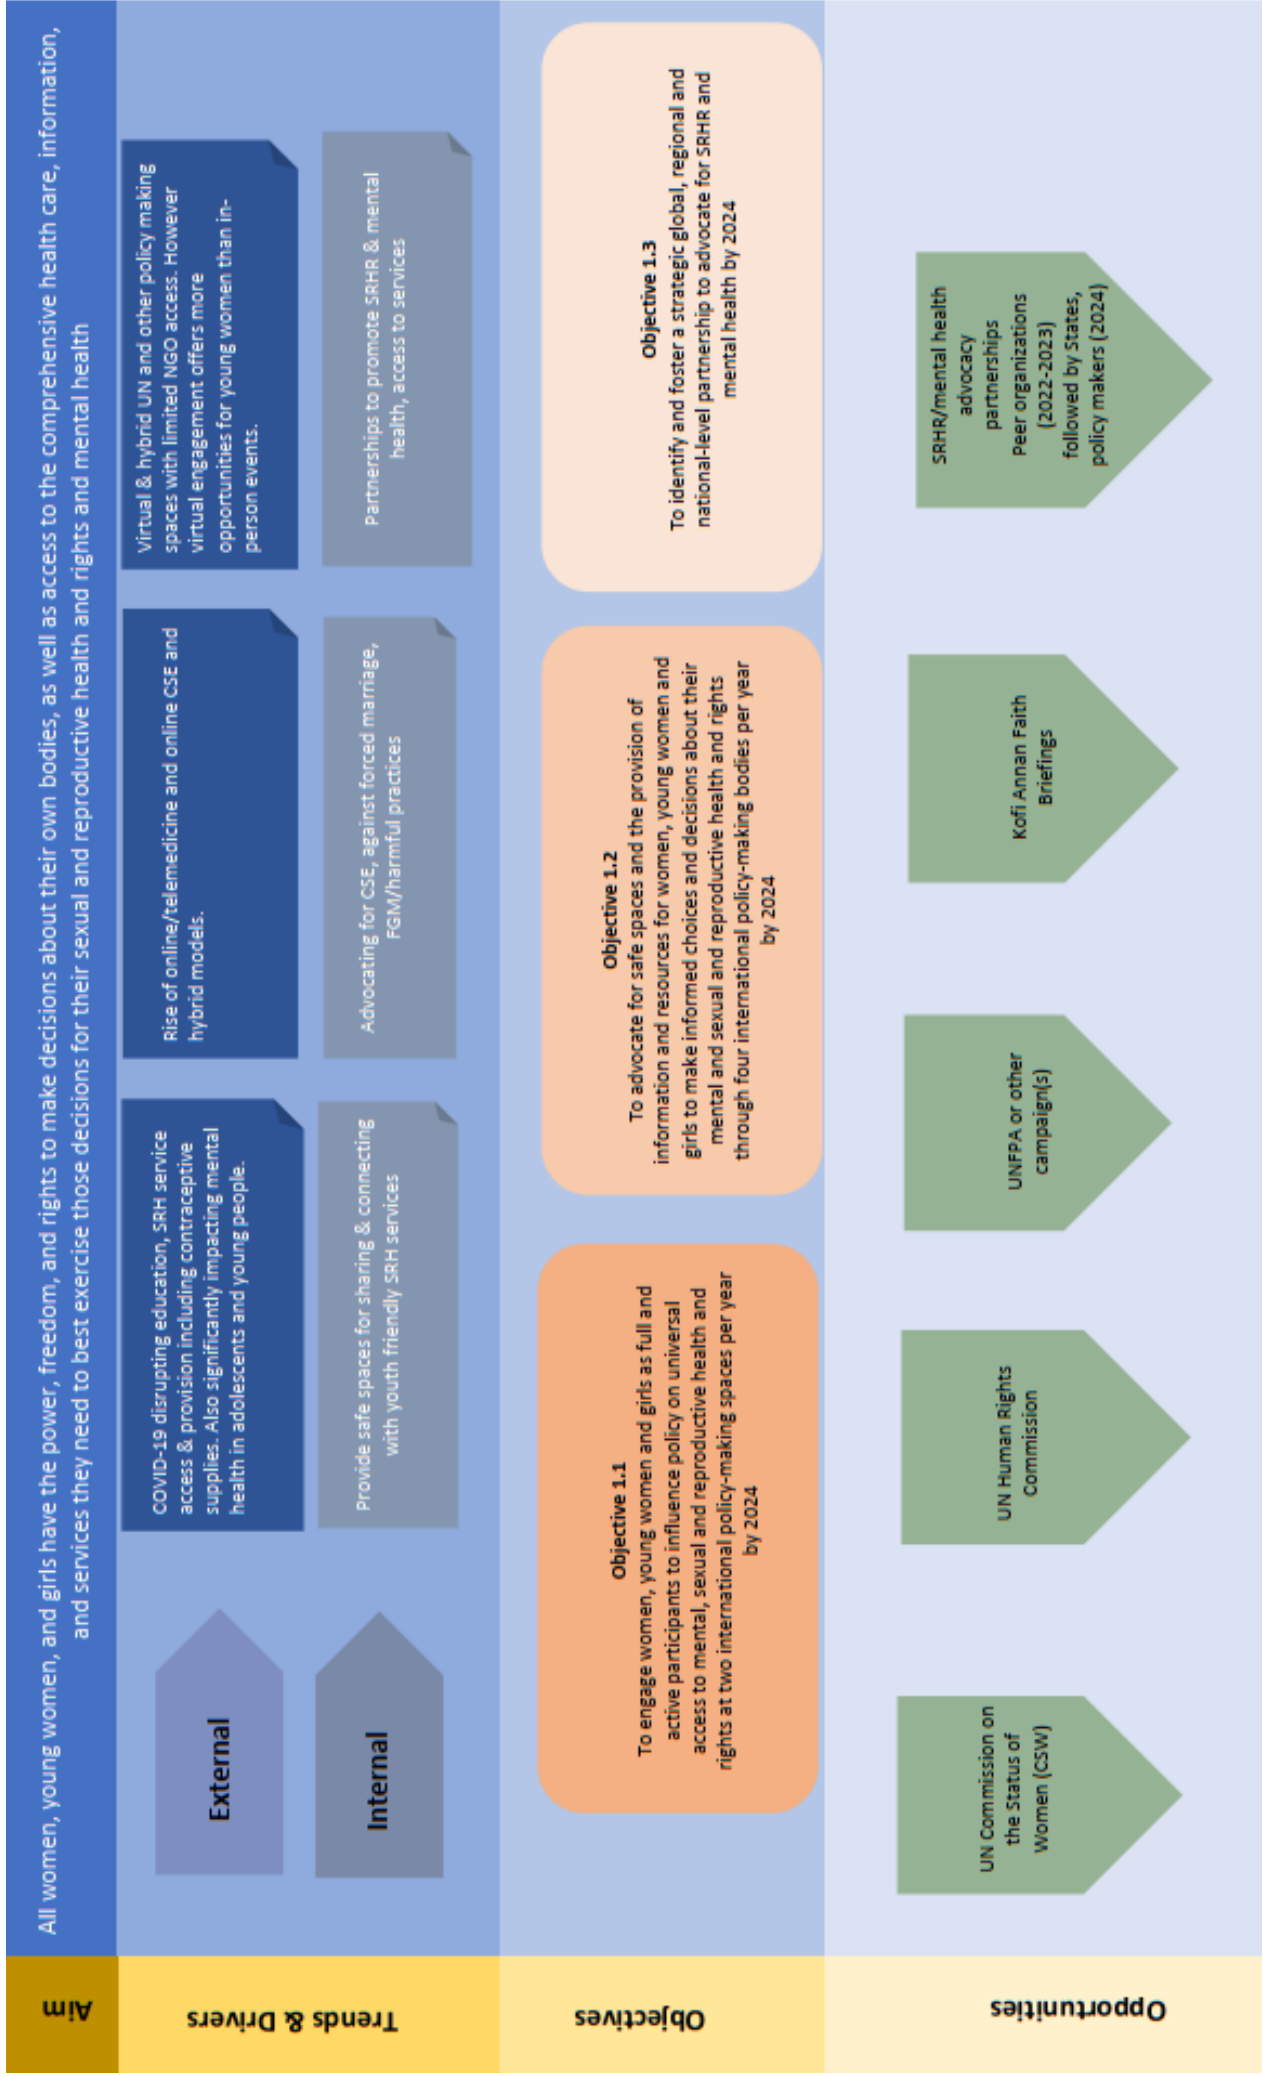 Aim
All women, young women, and girls have the power, freedom, and rights to make decisions about their own bodies, as well as access to the comprehensive health care, information,
and services they need to best exercise those decisions for their sexual and reproductive health and rights and mental health
Trends & Drivers
External
COVID-19 disrupting education, SRH service
access & provision including contraceptive
supplies. Also significantly impacting mental
health in adolescents and young people.
Rise of online/telemedicine and online CSE and
hybrid models.
Virtual & hybrid UN and other policy making
spaces with limited NGO access. However
virtual engagement offers more
opportunities for young women than in-
person events.
Internal
Provide safe spaces for sharing & connecting
with youth friendly SRH services
Advocating for CSE, against forced marriage,
FGM/harmful practices
Partnerships to promote SRHR & mental
health, access to services
Objectives
Objective 1.1
To engage women, young women and girls as full and
active participants to influence policy on universal
access to mental, sexual and reproductive health and
rights at two international policy-making spaces per year
by 2024
Objective 1.2
To advocate for safe spaces and the provision of
information and resources for women, young women and
girls to make informed choices and decisions about their
mental and sexual and reproductive health and rights
through four international policy-making bodies per year
by 2024
Objective 1.3
To identify and foster a strategic global, regional and
national-level partnership to advocate for SRHR and
mental health by 2024
Opportunities
UN Commission on
the Status of
Women (CSW)
UN Human Rights
Commission
UNFPA or other
campaign(s)
Kofi Annan Faith
Briefings
SRHR/mental health
advocacy
partnerships
Peer organizations
(2022-2023)
followed by States,
policy makers (2024)